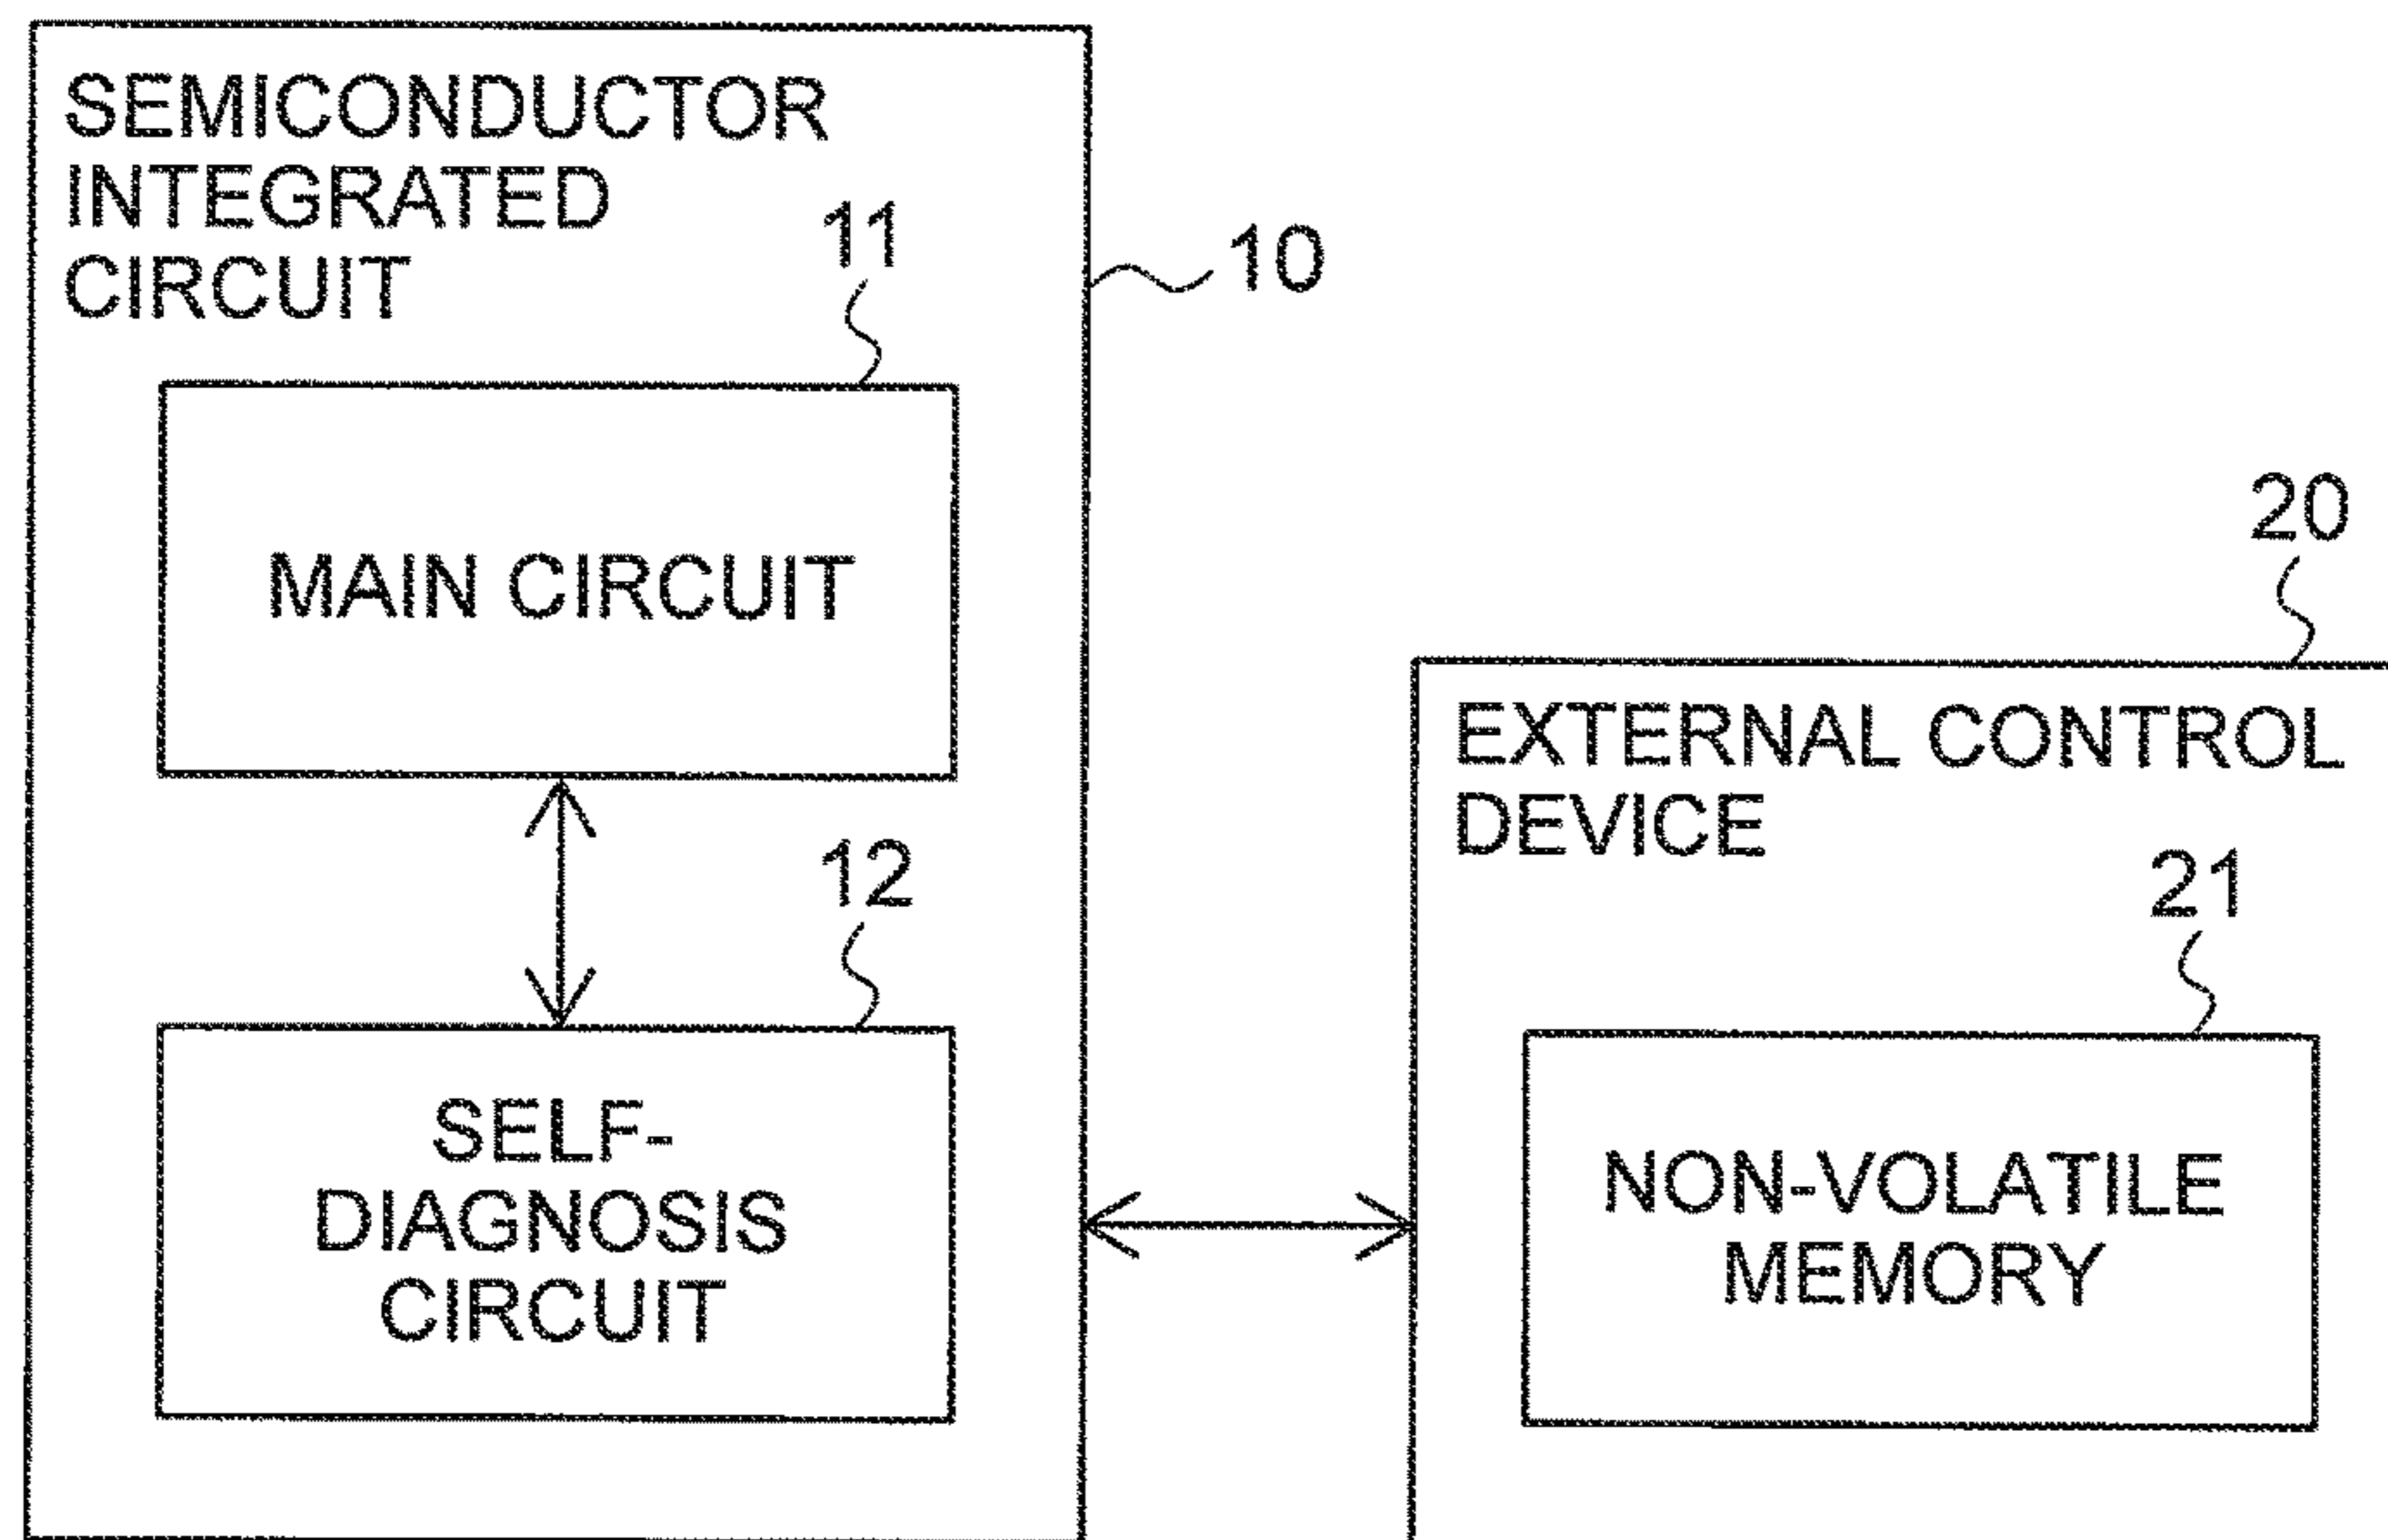 SEMICONDUCTOR
INTEGRATED
CIRCUIT
11
10
MAIN CIRCUIT
20
EXTERNAL CONTROL
DEVICE
12
21
SELF-
DIAGNOSIS
CIRCUIT
NON-VOLATILE
MEMORY